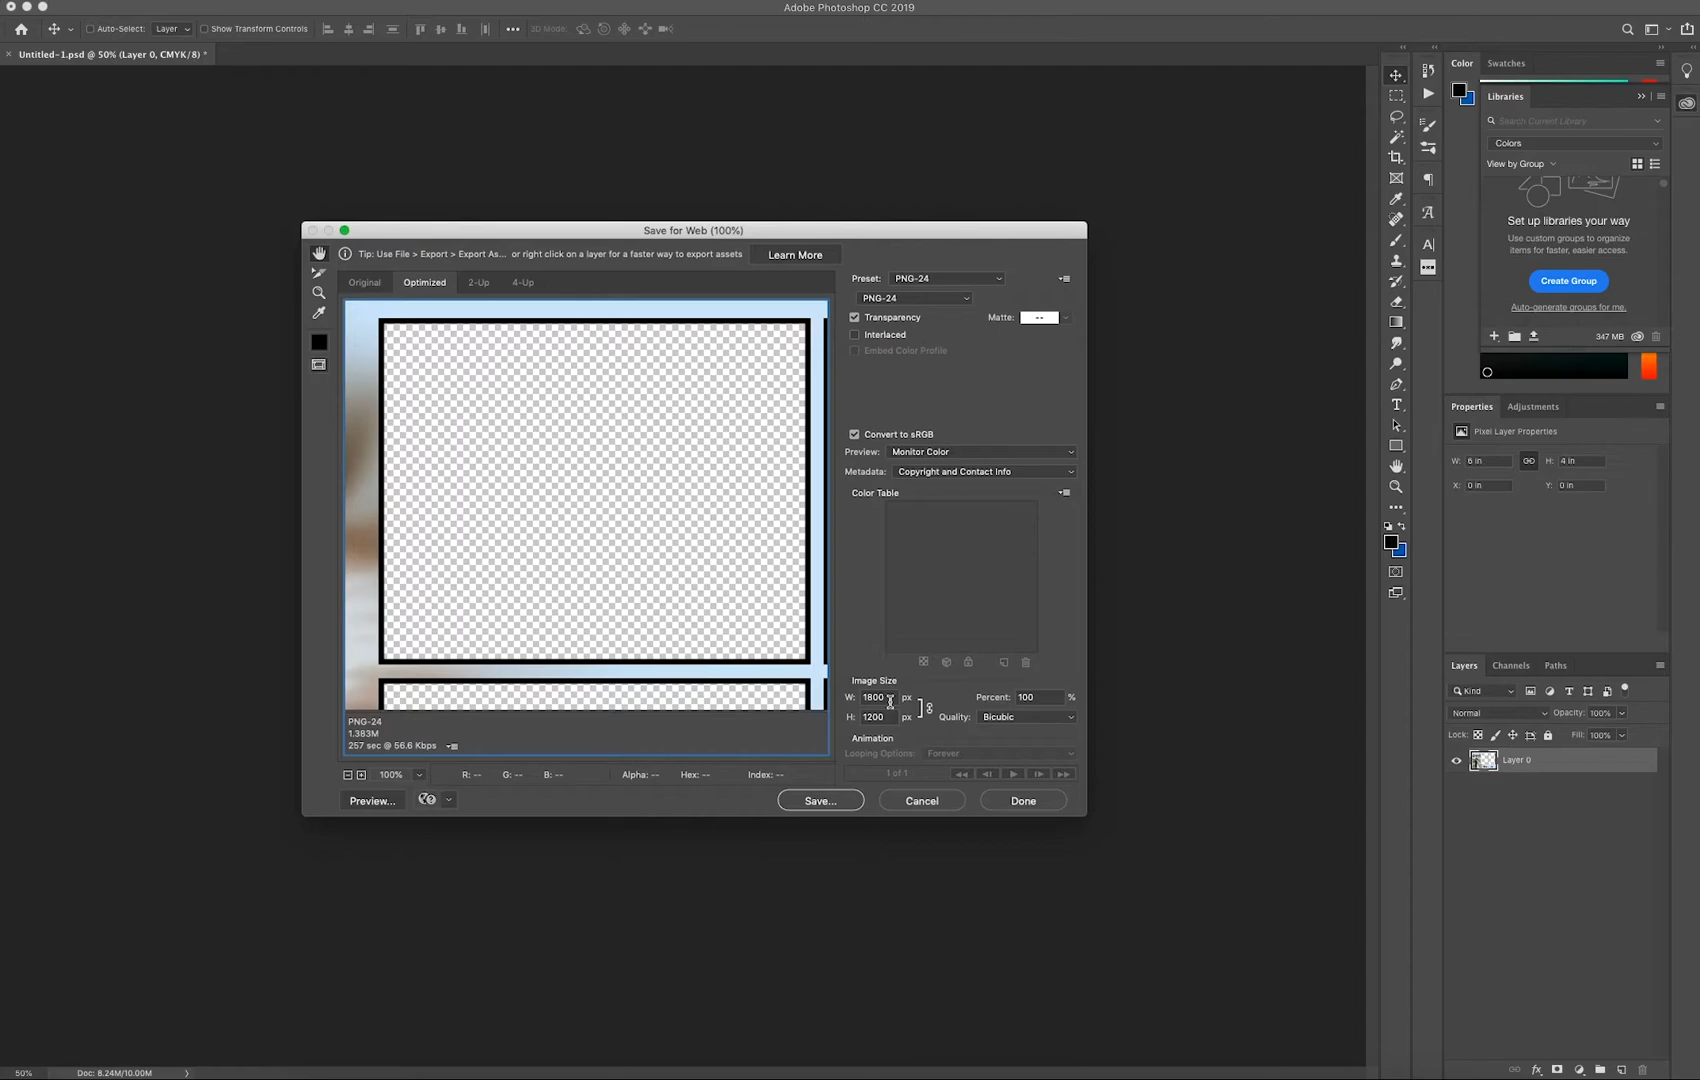 Adobe Photoshop CC 2019
Auto-Select: Layer Show Transform Controls 3D Mode:
Untitled-1.psd @ 50% (Layer 0, CMYK/8) *
Color Swatches
Libraries
Search Current Library
Colors
View by Group
Set up libraries your way
Use custom groups to organize
items for faster, easier access.
Create Group
Auto-generate groups for me.
347 MB
Save for Web (100%)
Tip: Use File > Export > Export As... or right click on a layer for a faster way to export assets Learn More
Original Optimized 2-Up 4-Up
Preset: PNG-24
PNG-24
Transparency Matte: --
Interlaced
Embed Color Profile
Convert to sRGB
Preview: Monitor Color
Metadata: Copyright and Contact Info
Color Table
Image Size
W: 1800 px Percent: 100 %
H: 1200 px Quality: Bicubic
Animation
Looping Options: Forever
1 of 1
PNG-24
1.383M
257 sec @ 56.6 Kbps
100% R: -- G: -- B: -- Alpha: -- Hex: -- Index: --
Preview... Save... Cancel Done
Properties Adjustments
Pixel Layer Properties
W: 6 in H: 4 in
X: 0 in Y: 0 in
Layers Channels Paths
Kind
Normal Opacity: 100%
Lock: Fill: 100%
Layer 0
fx
50% Doc: 8.24M/10.00M